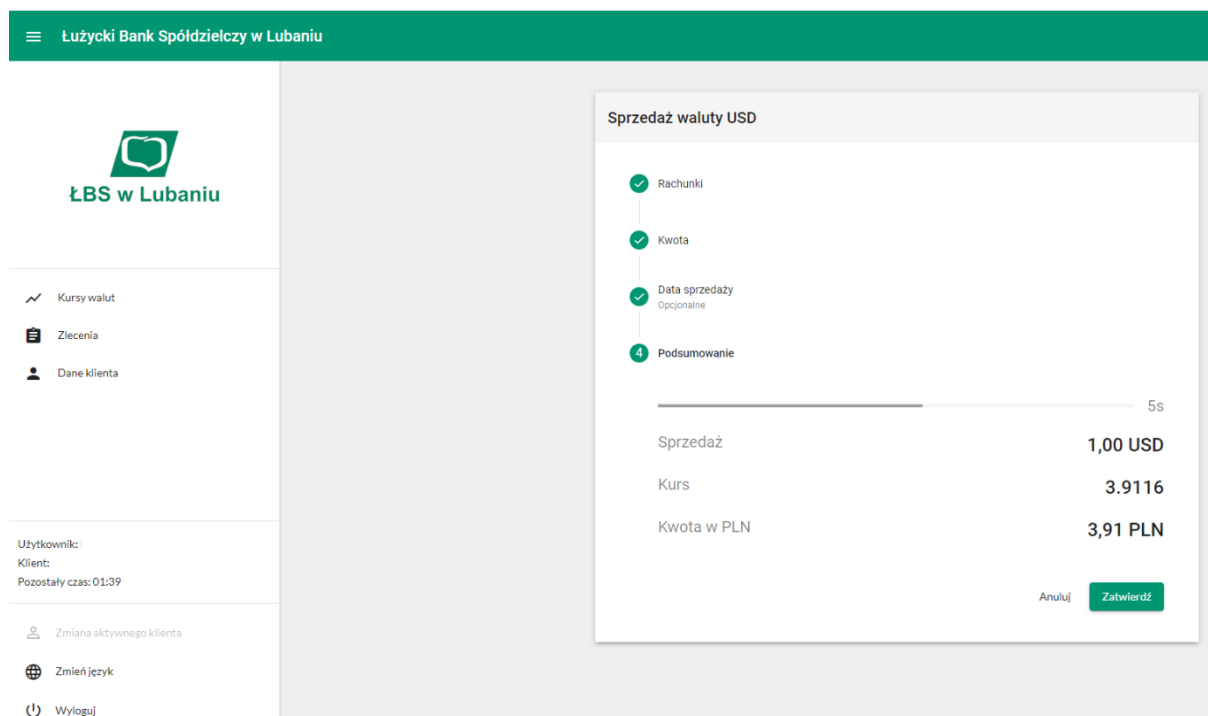 Łużycki Bank Spółdzielczy w Lubaniu
ŁBS w Lubaniu
Kursy walut
Zlecenia
Dane klienta
Użytkownik:
Klient:
Pozostały czas: 01:39
Zmiana aktywnego klienta
Zmień język
Wyloguj
Sprzedaż waluty USD
Rachunki
Kwota
Data sprzedaży
Opcjonalne
4 Podsumowanie
5s
Sprzedaż 1,00 USD
Kurs 3.9116
Kwota w PLN 3,91 PLN
Anuluj Zatwierdź